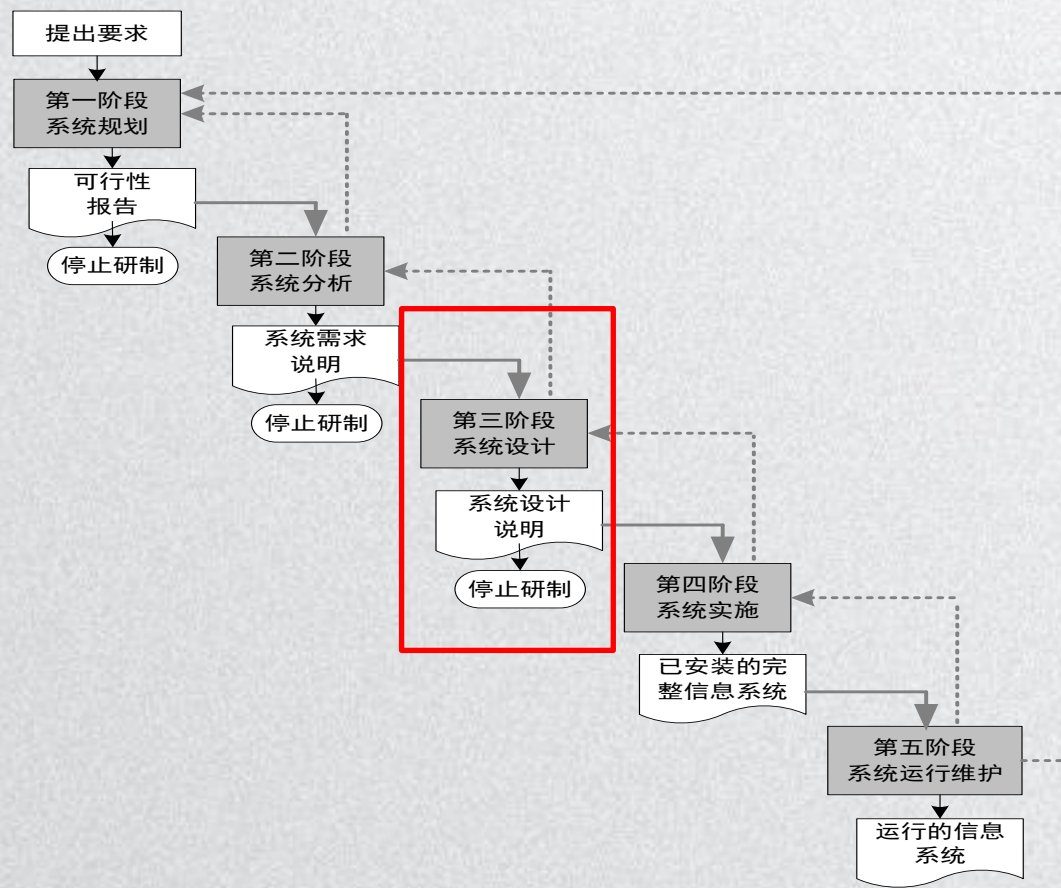 提出要求
第一阶段
系统规划
可行性
报告
停止研制
第二阶段
系统分析
系统需求
说明
停止研制
第三阶段
系统设计
系统设计
说明
停止研制
第四阶段
系统实施
已安装的完
整信息系统
第五阶段
系统运行维护
运行的信息
系统